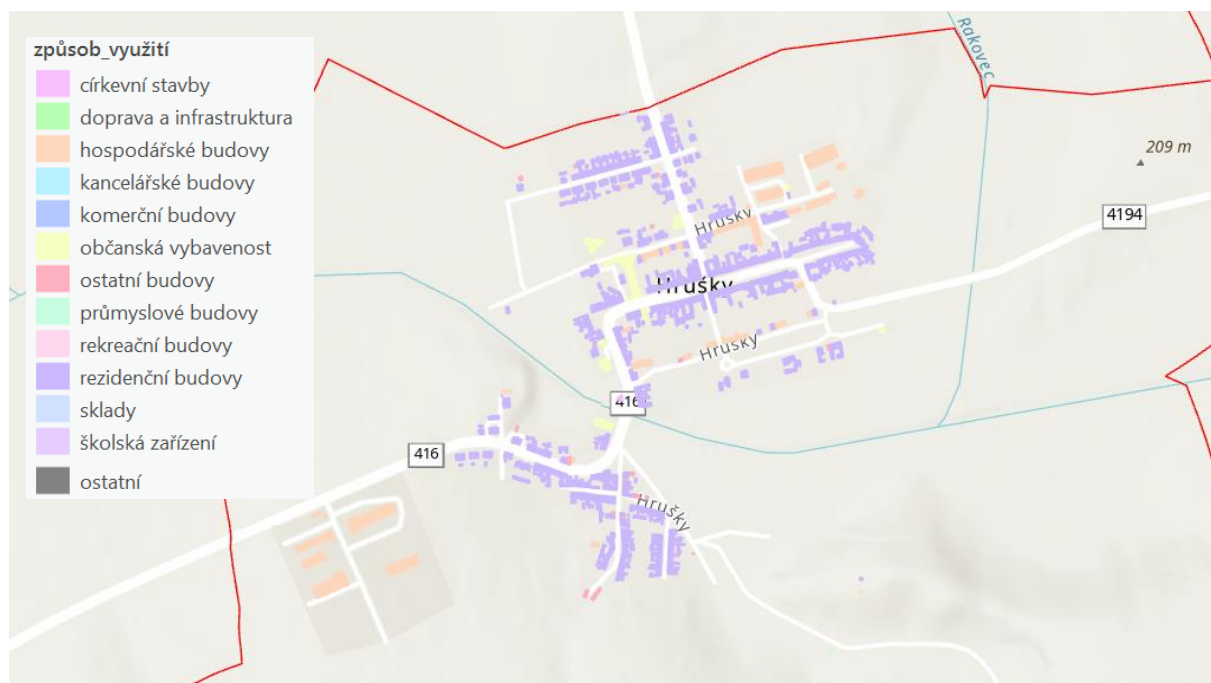 způsob_využití
církevní stavby
doprava a infrastruktura
hospodářské budovy
kancelářské budovy
komerční budovy
občanská vybavenost
ostatní budovy
průmyslové budovy
rekreační budovy
rezidenční budovy
sklady
školská zařízení
ostatní
Rakovec
209 m
4194
Hrušky
Hrušky
Hrušky
416
416
Hrušky